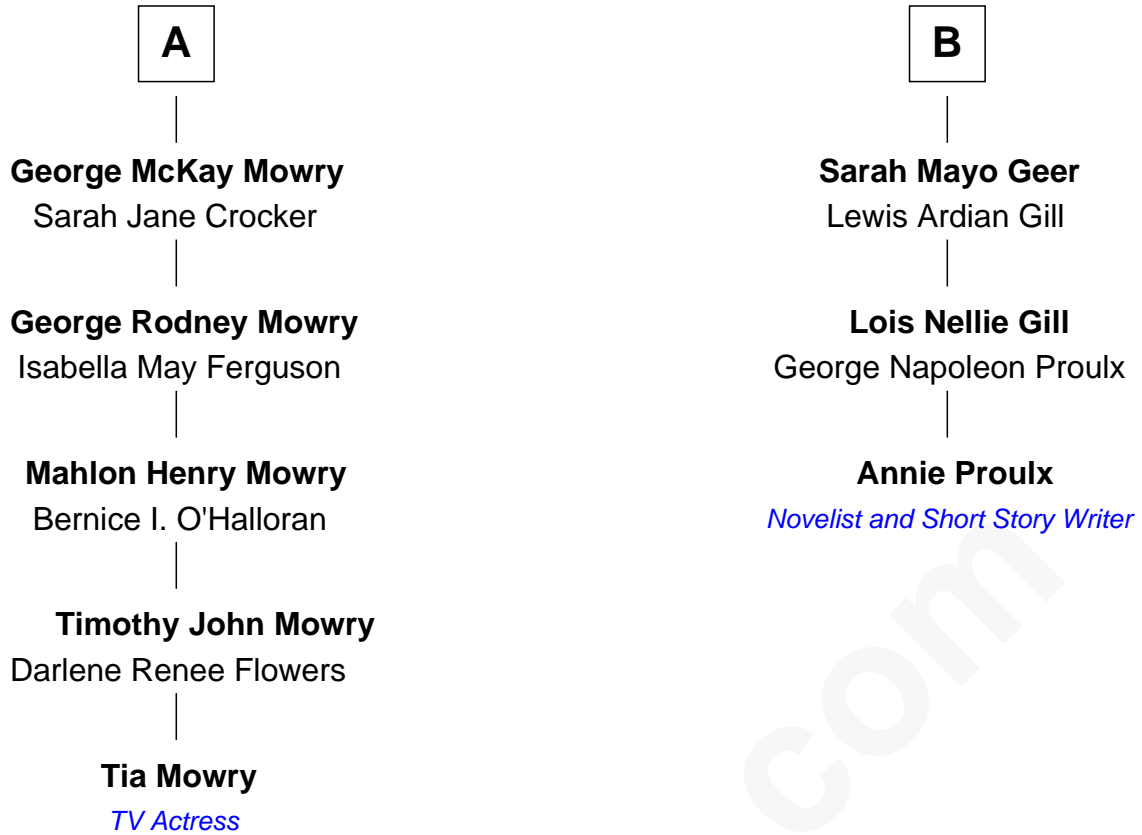 A
George McKay Mowry
Sarah Jane Crocker
George Rodney Mowry
Isabella May Ferguson
Mahlon Henry Mowry
Bernice I. O'Halloran
Timothy John Mowry
Darlene Renee Flowers
Tia Mowry
TV Actress
B
Sarah Mayo Geer
Lewis Ardian Gill
Lois Nellie Gill
George Napoleon Proulx
Annie Proulx
Novelist and Short Story Writer
com